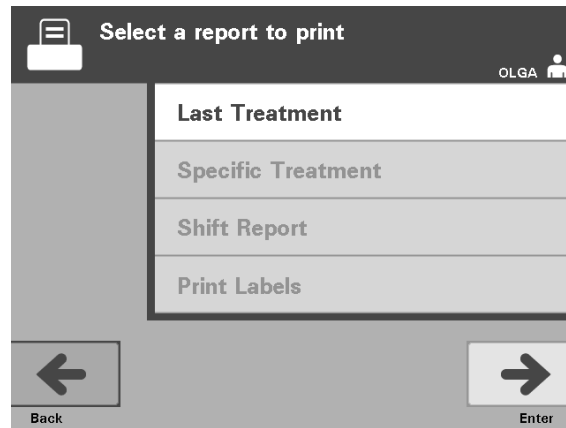 Select a report to print
OLGA
Last Treatment
Specific Treatment
Shift Report
Print Labels
Back
Enter